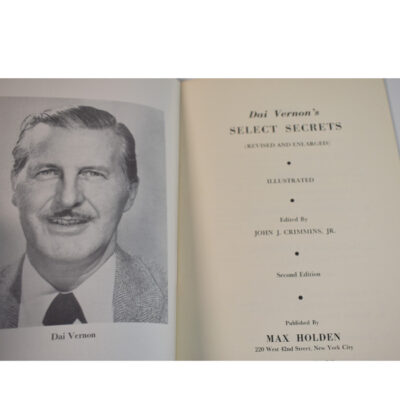 Dai Vernon
Dai Vernon's
SELECT SECRETS
(REVISED AND ENLARGED)
ILLUSTRATED
Edited By
JOHN J. CRIMMINS, JR.
Second Edition
Published By
MAX HOLDEN
220 West 42nd Street, New York City